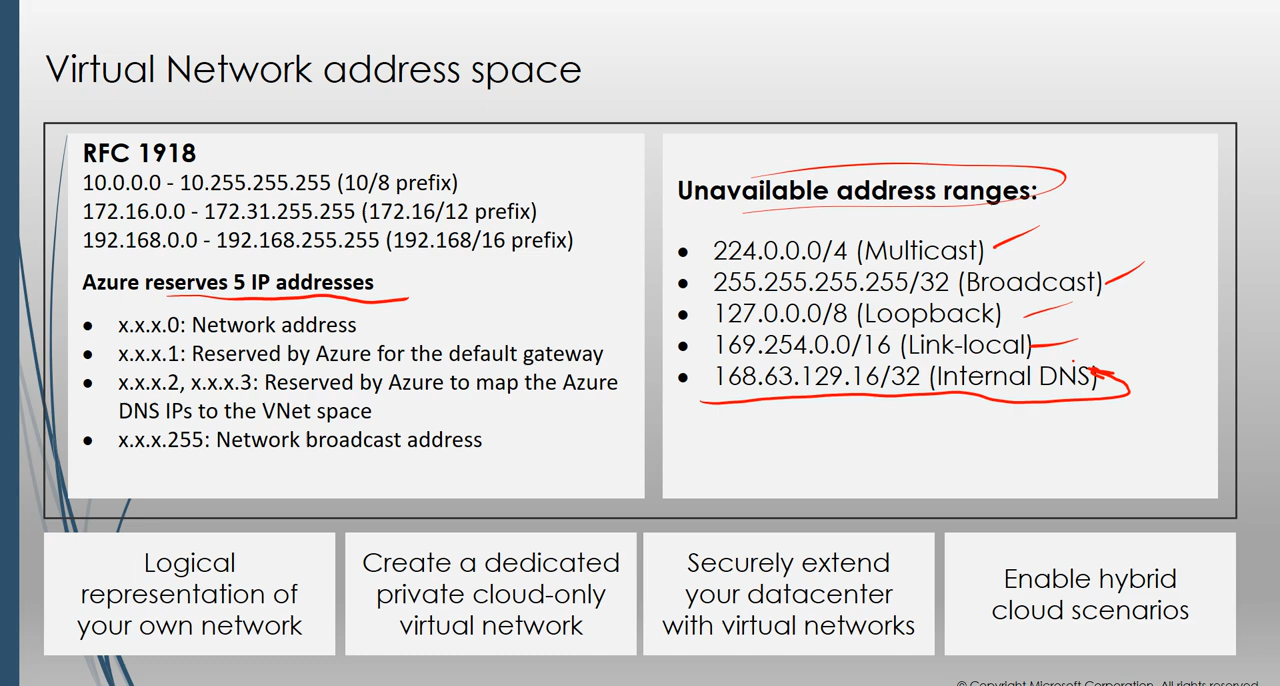 Virtual Network address space
RFC 1918
10.0.0.0 - 10.255.255.255 (10/8 prefix)
172.16.0.0 - 172.31.255.255 (172.16/12 prefix)
192.168.0.0 - 192.168.255.255 (192.168/16 prefix)
Azure reserves 5 IP addresses
• x.x.x.0: Network address
• x.x.x.1: Reserved by Azure for the default gateway
• x.x.x.2, x.x.x.3: Reserved by Azure to map the Azure
DNS IPs to the VNet space
• x.x.x.255: Network broadcast address
Unavailable address ranges:
• 224.0.0.0/4 (Multicast)
• 255.255.255.255/32 (Broadcast)
• 127.0.0.0/8 (Loopback)
• 169.254.0.0/16 (Link-local)
• 168.63.129.16/32 (Internal DNS)
Logical
representation of
your own network
Create a dedicated
private cloud-only
virtual network
Securely extend
your datacenter
with virtual networks
Enable hybrid
cloud scenarios
© Copyright Microsoft Corporation. All rights reserved.